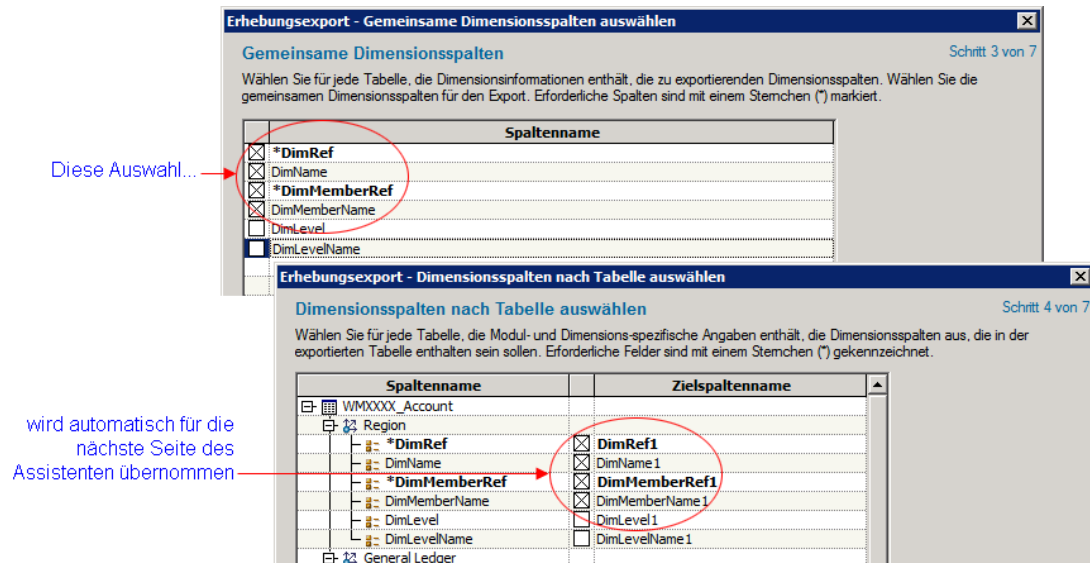 Erhebungsexport - Gemeinsame Dimensionsspalten auswählen
Gemeinsame Dimensionsspalten
Schritt 3 von 7
Wählen Sie für jede Tabelle, die Dimensionsinformationen enthält, die zu exportierenden Dimensionsspalten. Wählen Sie die
gemeinsamen Dimensionsspalten für den Export. Erforderliche Spalten sind mit einem Sternchen (*) markiert.
Spaltenname
*DimRef
Diese Auswahl...
DimName
*DimMemberRef
DimMemberName
DimLevel
DimLevelName
Erhebungsexport - Dimensionsspalten nach Tabelle auswählen
Dimensionsspalten nach Tabelle auswählen
Schritt 4 von 7
Wählen Sie für jede Tabelle, die Modul- und Dimensions-spezifische Angaben enthält, die Dimensionsspalten aus, die in der
exportierten Tabelle enthalten sein sollen. Erforderliche Felder sind mit einem Sternchen (*) gekennzeichnet.
Spaltenname Zielspaltenname
WMXXXX_Account
Region
wird automatisch für die
nächste Seite des
Assistenten übernommen
*DimRef DimRef1
DimName DimName1
*DimMemberRef DimMemberRef1
DimMemberName DimMemberName1
DimLevel DimLevel1
DimLevelName DimLevelName1
General Ledger